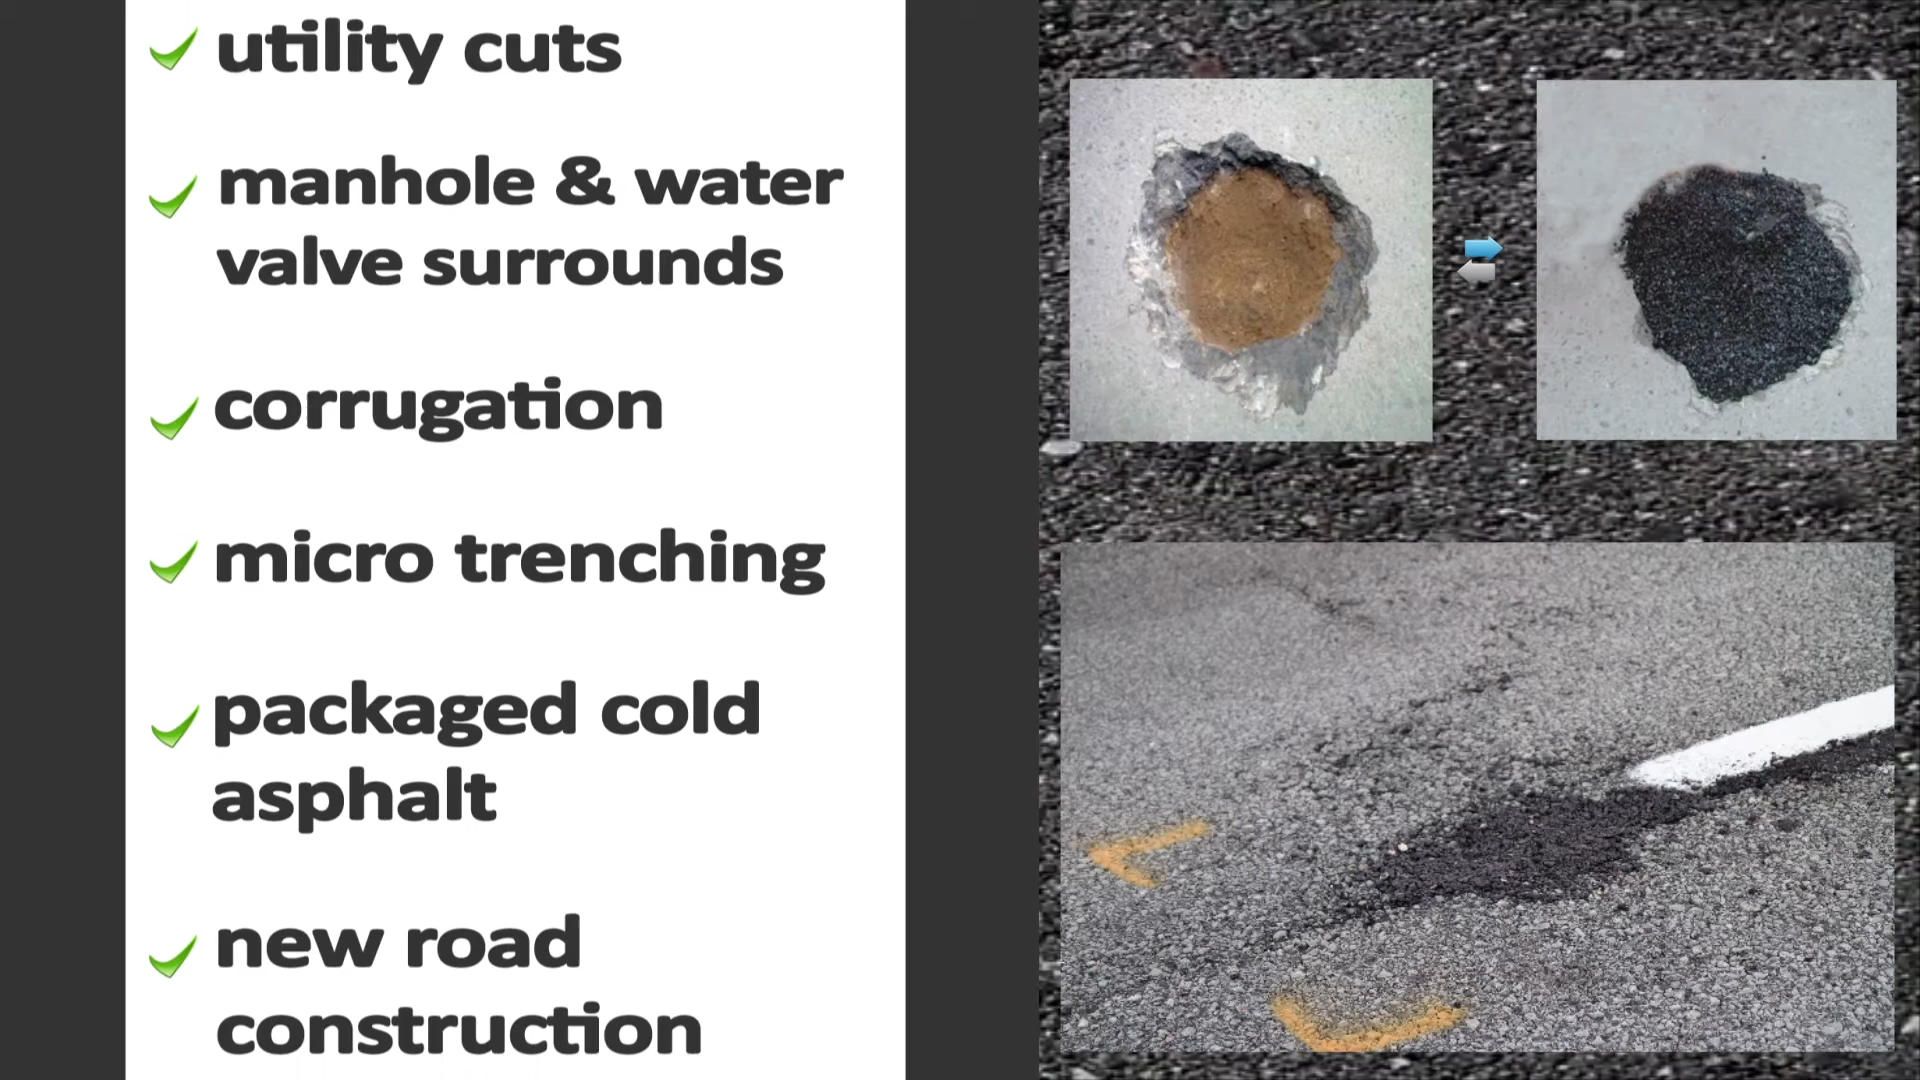 utility cuts
manhole & water
valve surrounds
corrugation
micro trenching
packaged cold
asphalt
new road
construction